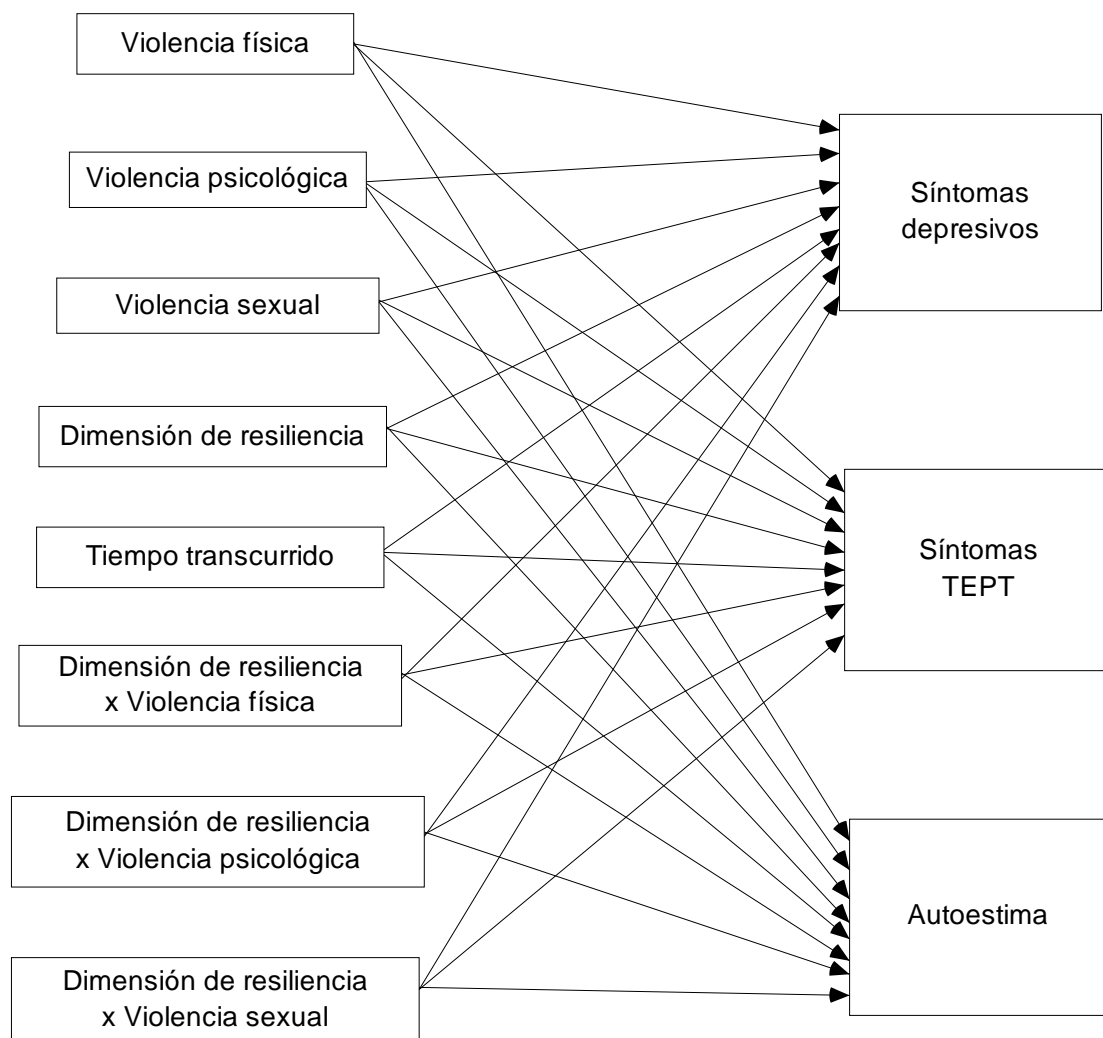 Violencia física
Violencia psicológica
Violencia sexual
Dimensión de resiliencia
Tiempo transcurrido
Dimensión de resiliencia
x Violencia física
Dimensión de resiliencia
x Violencia psicológica
Dimensión de resiliencia
x Violencia sexual
Síntomas
depresivos
Síntomas
TEPT
Autoestima